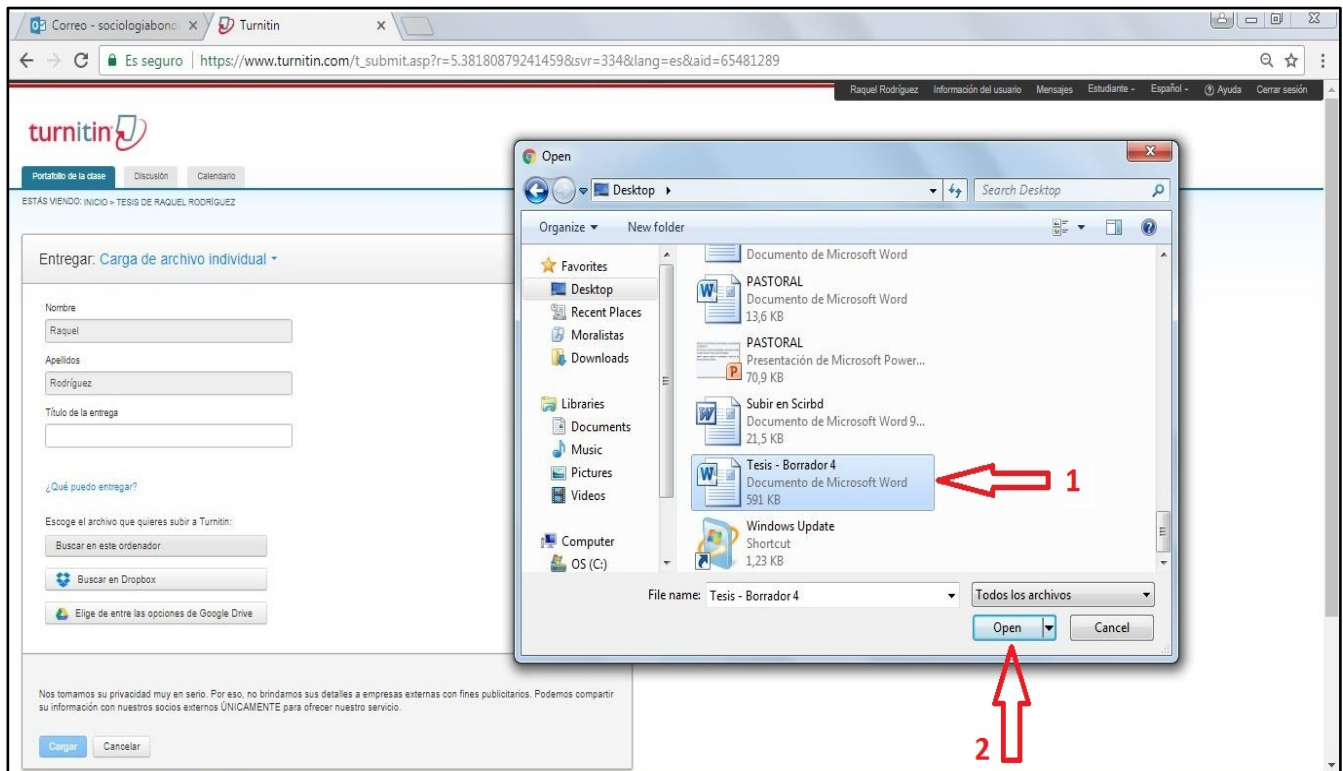 Correo - sociologiabono
Turnitin
Es seguro | https://www.turnitin.com/t_submit.asp?r=5.38180879241459&svr=334&lang=es&aid=65481289
Raquel Rodríguez Información del usuario Mensajes Estudiante Español Ayuda Cerrar sesión
turnitin
Portafolio de la clase Discusión Calendario
ESTÁS VIENDO: INICIO > TESIS DE RAQUEL RODRÍGUEZ
Entregar: Carga de archivo individual
Nombre
Raquel
Apellidos
Rodríguez
Título de la entrega
¿Qué puedo entregar?
Escoge el archivo que quieres subir a Turnitin:
Buscar en este ordenador
Buscar en Dropbox
Elige de entre las opciones de Google Drive
Nos tomamos su privacidad muy en serio. Por eso, no brindamos sus detalles a empresas externas con fines publicitarios. Podemos compartir
su información con nuestros socios externos ÚNICAMENTE para ofrecer nuestro servicio.
Cargar Cancelar
Open
Desktop
Search Desktop
Organize New folder
Favorites
Desktop
Recent Places
Moralistas
Downloads
Libraries
Documents
Music
Pictures
Videos
Computer
OS (C:)
Documento de Microsoft Word
PASTORAL
Documento de Microsoft Word
13,6 KB
PASTORAL
Presentación de Microsoft Power...
70,9 KB
Subir en Scirbd
Documento de Microsoft Word 9...
21,5 KB
Tesis - Borrador 4
Documento de Microsoft Word
591 KB
Windows Update
Shortcut
1,23 KB
1
File name: Tesis - Borrador 4
Todos los archivos
Open Cancel
2